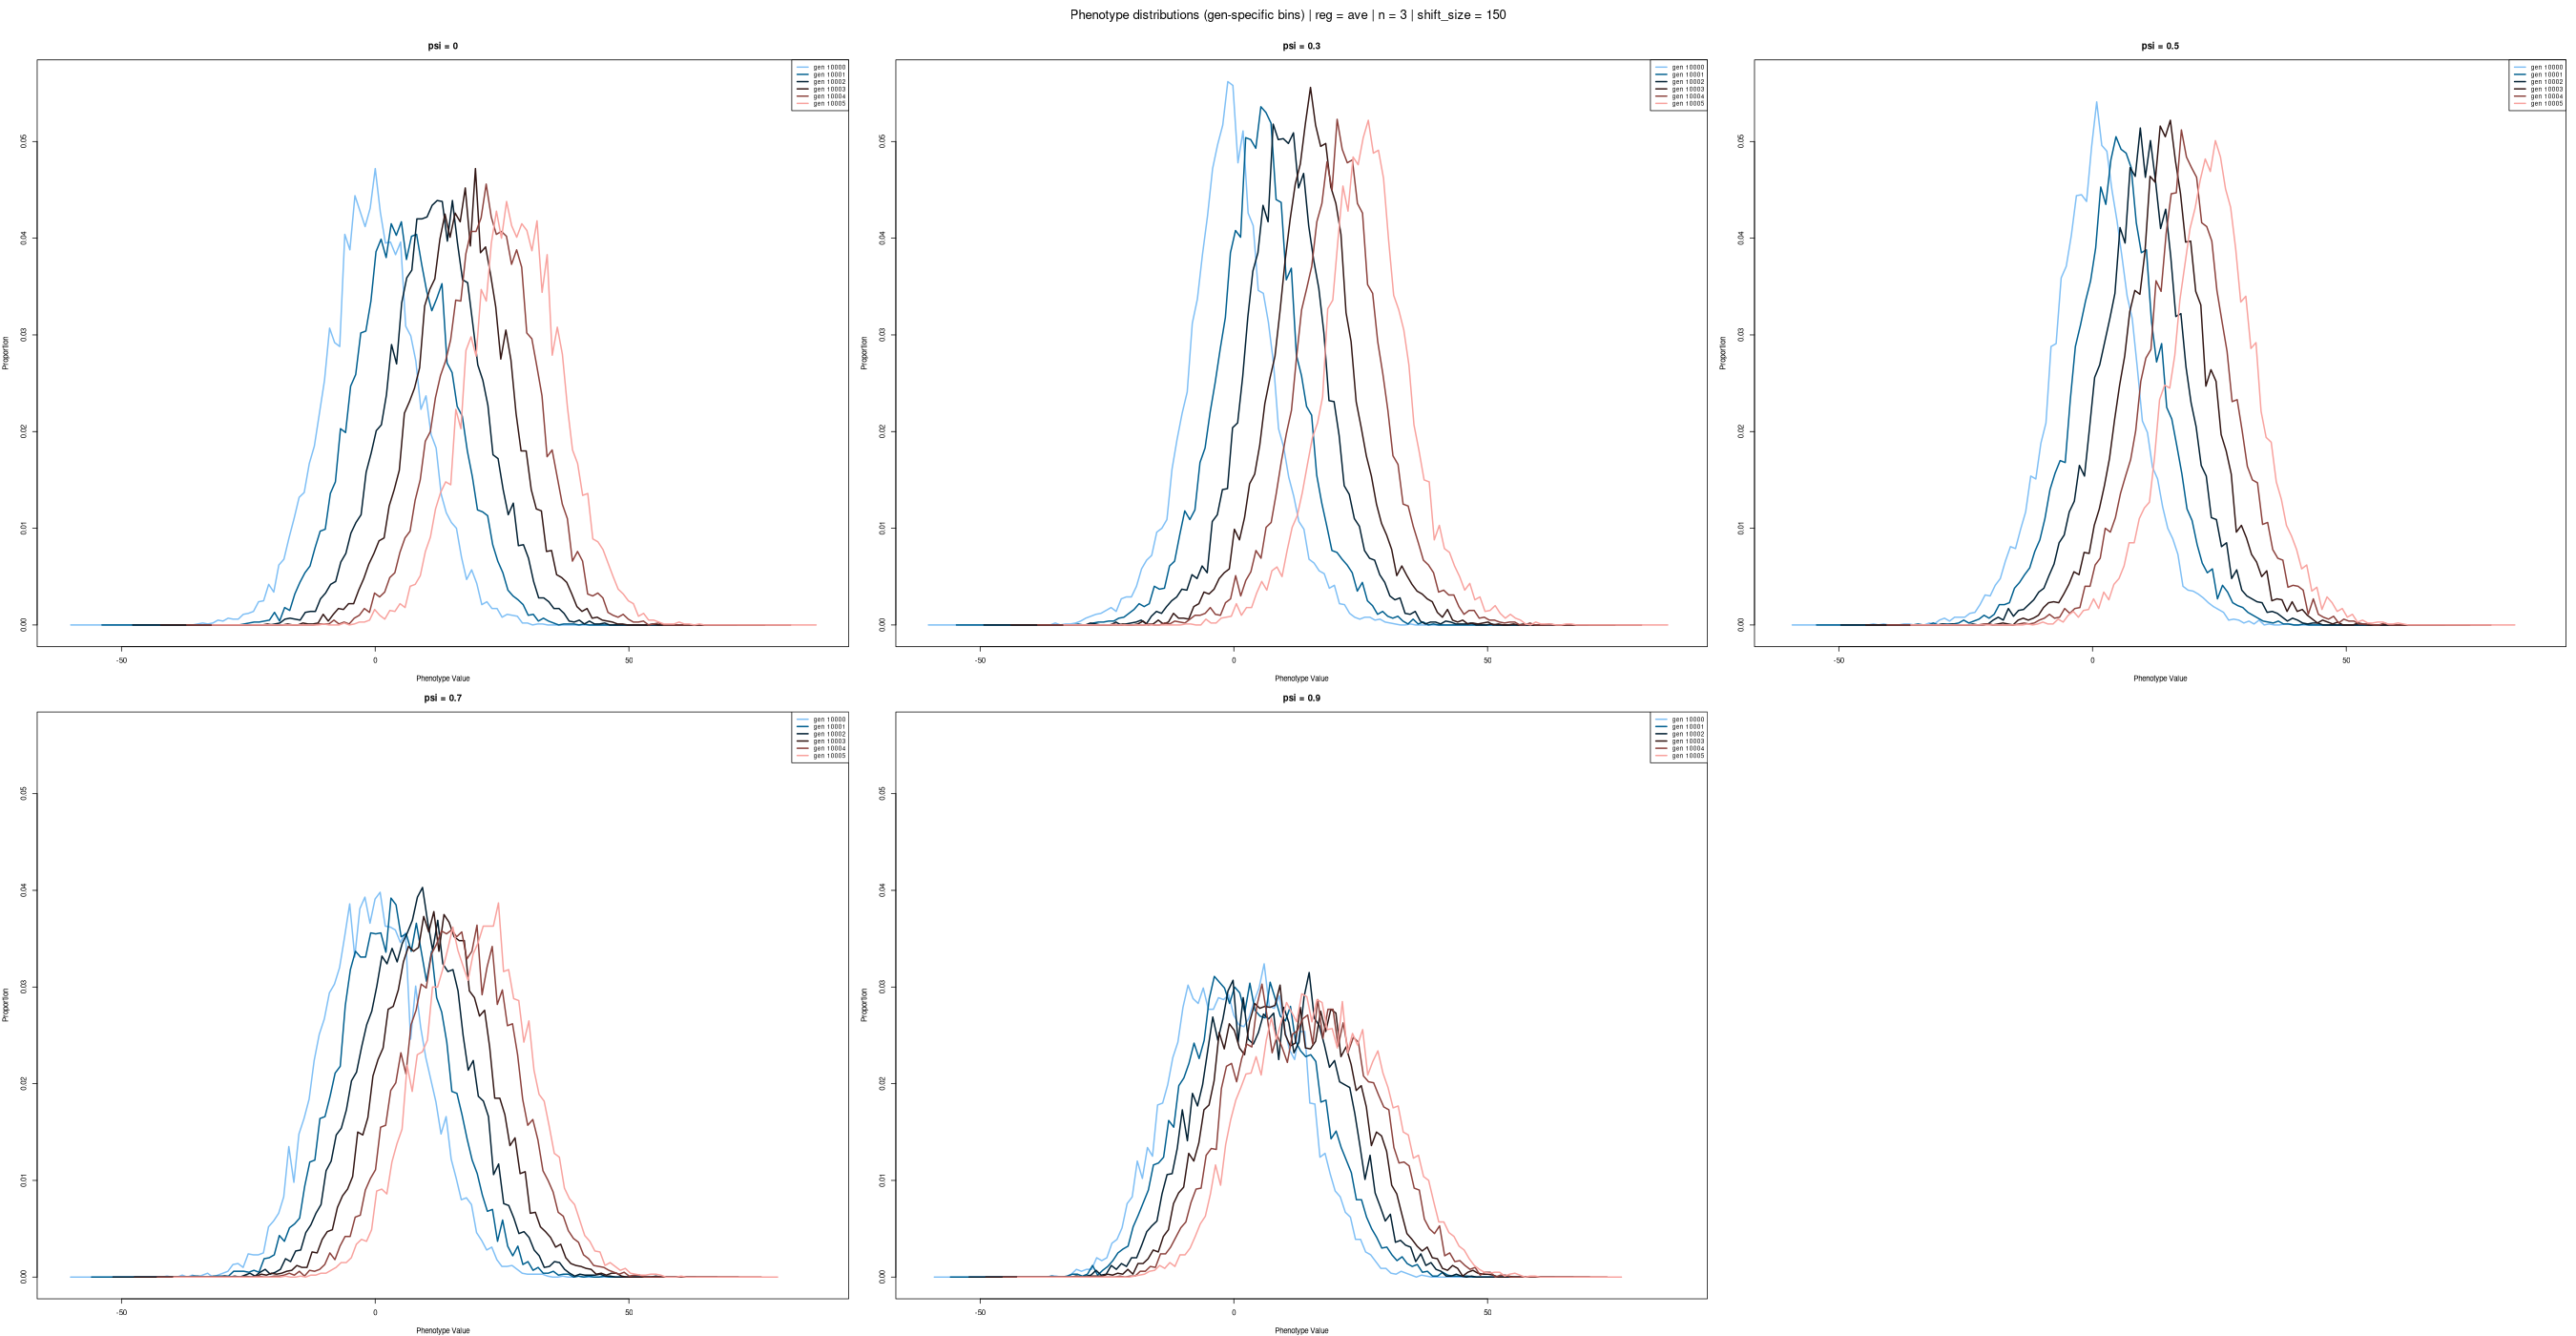 Phenotype distributions (gen-specific bins) | reg = ave | n = 3 | shift_size = 150
psi = 0
gen 10000
gen 10001
gen 10002
gen 10003
gen 10004
gen 10005
Proportion
0.00
0.01
0.02
0.03
0.04
0.05
-50
0
50
Phenotype Value
psi = 0.3
gen 10000
gen 10001
gen 10002
gen 10003
gen 10004
gen 10005
Proportion
0.00
0.01
0.02
0.03
0.04
0.05
-50
0
50
Phenotype Value
psi = 0.5
gen 10000
gen 10001
gen 10002
gen 10003
gen 10004
gen 10005
Proportion
0.00
0.01
0.02
0.03
0.04
0.05
-50
0
50
Phenotype Value
psi = 0.7
gen 10000
gen 10001
gen 10002
gen 10003
gen 10004
gen 10005
Proportion
0.00
0.01
0.02
0.03
0.04
0.05
-50
0
50
Phenotype Value
psi = 0.9
gen 10000
gen 10001
gen 10002
gen 10003
gen 10004
gen 10005
Proportion
0.00
0.01
0.02
0.03
0.04
0.05
-50
0
50
Phenotype Value